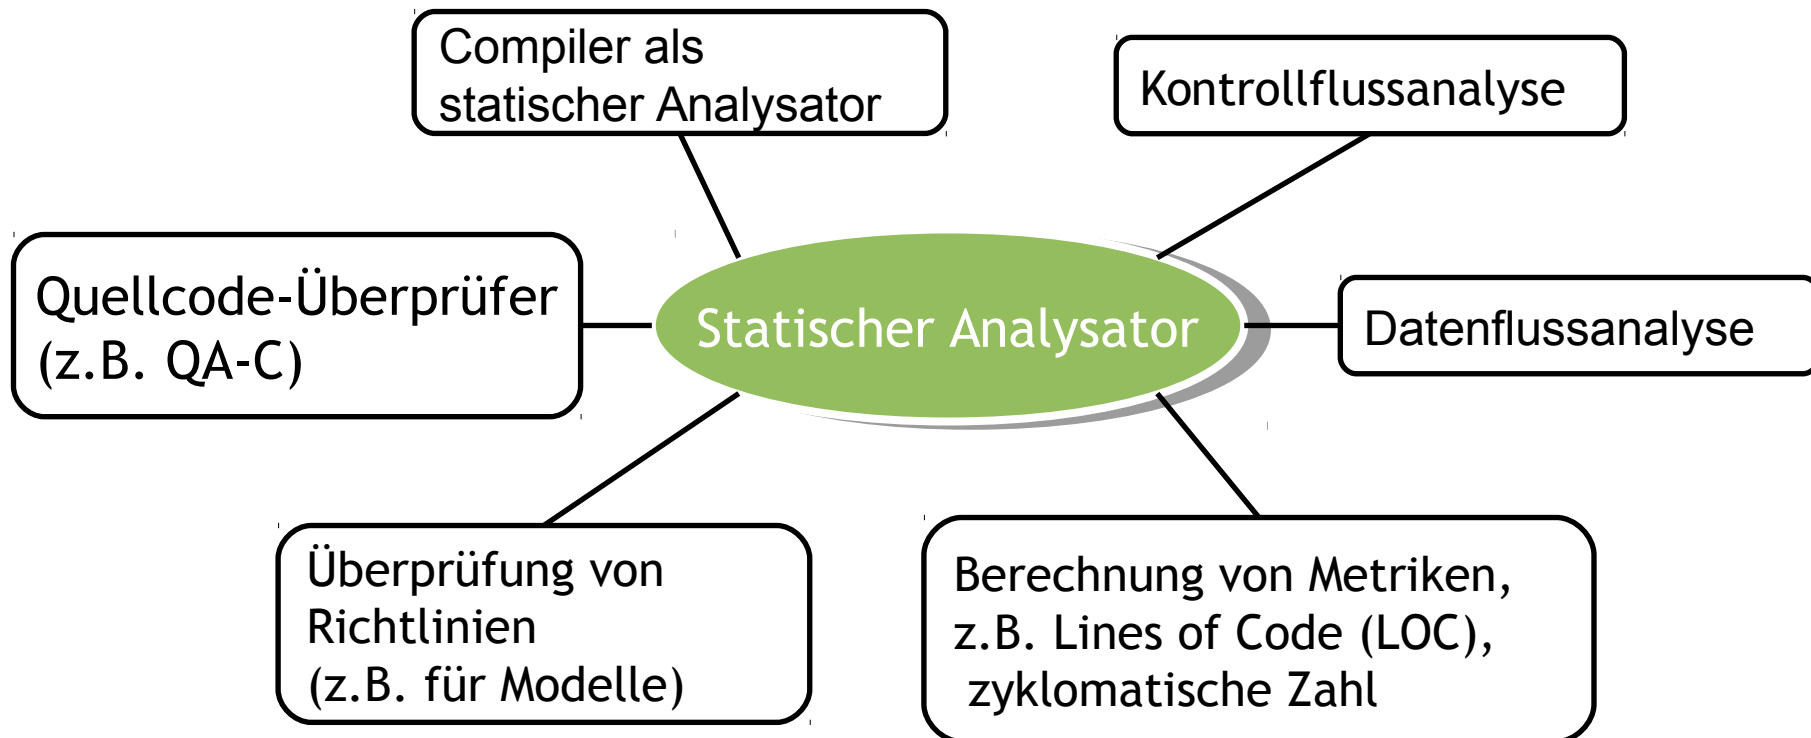 Compiler als
statischer Analysator
Kontrollflussanalyse
Quellcode-Überprüfer
(z.B. QA-C)
Statischer Analysator
Datenflussanalyse
Überprüfung von
Richtlinien
(z.B. für Modelle)
Berechnung von Metriken,
z.B. Lines of Code (LOC),
zyklomatische Zahl